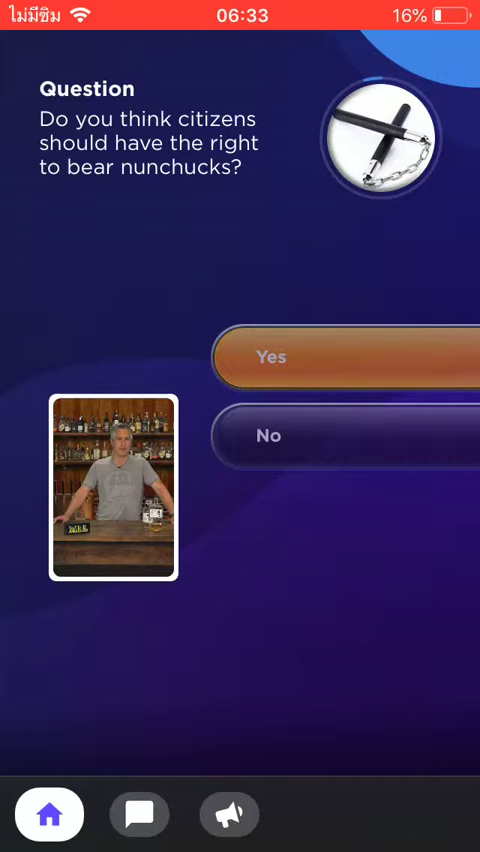 ไม่มีซิม 06:33 16%
Question
Do you think citizens
should have the right
to bear nunchucks?
Yes
No